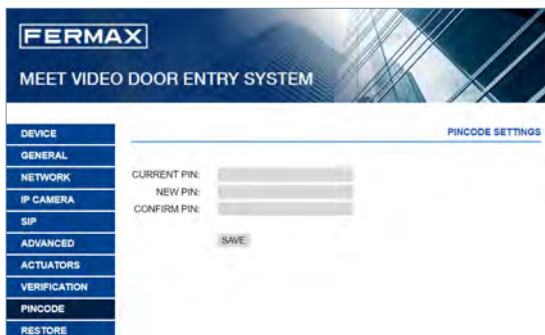 FERMAX
MEET VIDEO DOOR ENTRY SYSTEM
PINCODE SETTINGS
DEVICE
GENERAL
NETWORK
IP CAMERA
SIP
ADVANCED
ACTUATORS
VERIFICATION
PINCODE
RESTORE
CURRENT PIN:
NEW PIN:
CONFIRM PIN:
SAVE